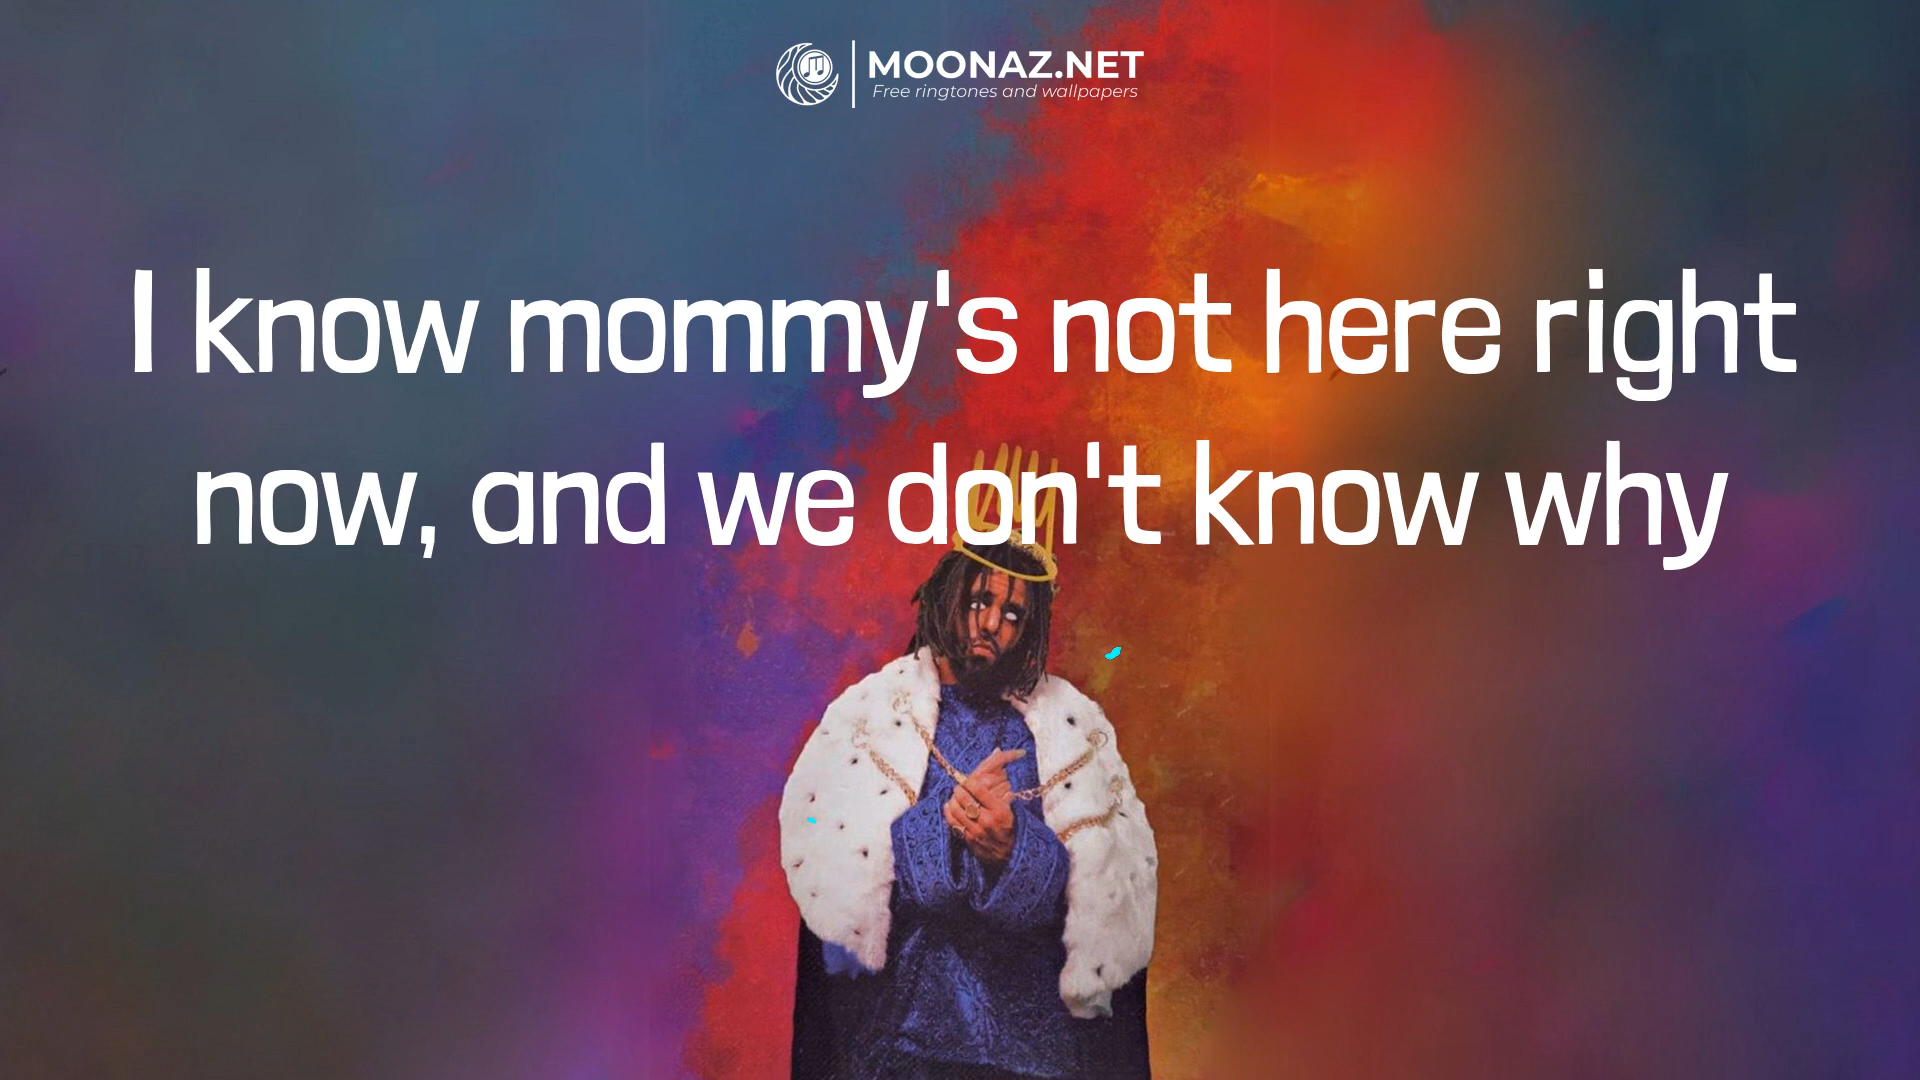 MOONAZ.NET
Free ringtones and wallpapers
I know mommy's not here right
now, and we don't know why